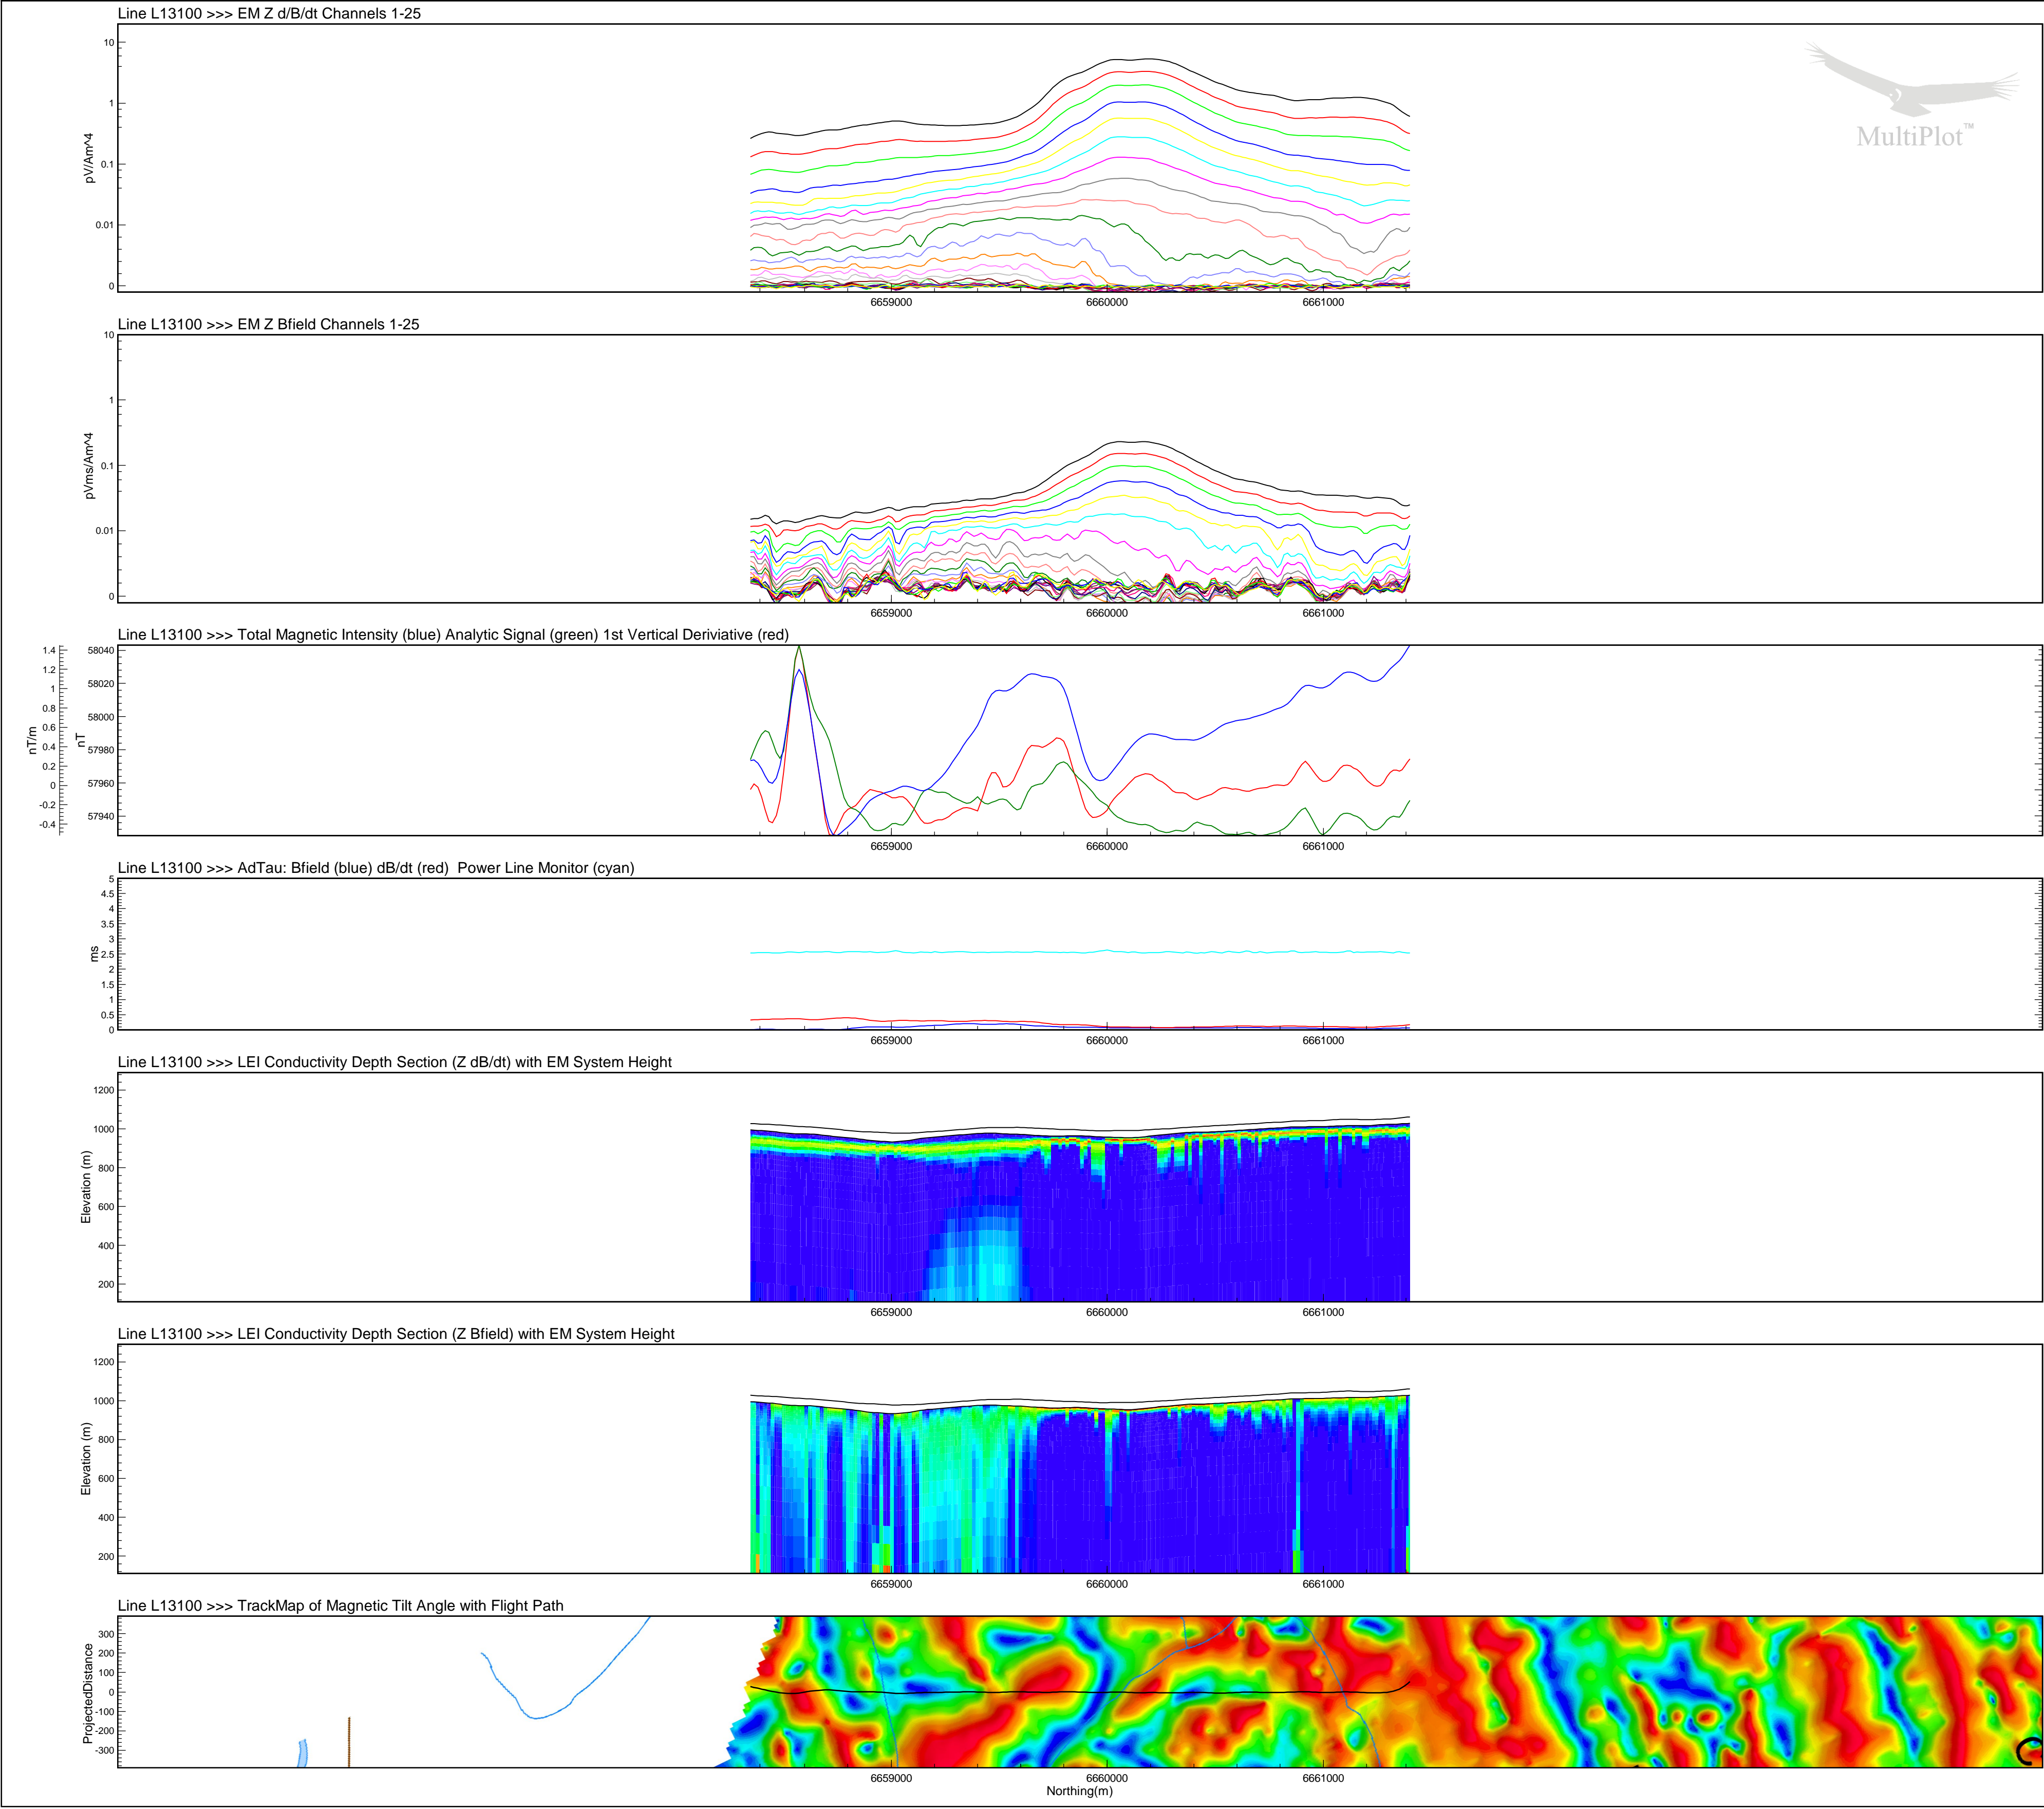 Line L13100 >>> EM Z d/B/dt Channels 1-25
10
1
0.1
0.01
0
pV/Am^4
6659000 6660000 6661000
MultiPlot™
Line L13100 >>> EM Z Bfield Channels 1-25
10
1
0.1
0.01
0
pVms/Am^4
6659000 6660000 6661000
Line L13100 >>> Total Magnetic Intensity (blue) Analytic Signal (green) 1st Vertical Deriviative (red)
1.4
1.2
1
0.8
0.6
0.4
0.2
0
-0.2
-0.4
nT/m
58040
58020
58000
57980
57960
57940
nT
6659000 6660000 6661000
Line L13100 >>> AdTau: Bfield (blue) dB/dt (red) Power Line Monitor (cyan)
5
4.5
4
3.5
3
2.5
2
1.5
1
0.5
0
ms
6659000 6660000 6661000
Line L13100 >>> LEI Conductivity Depth Section (Z dB/dt) with EM System Height
1200
1000
800
600
400
200
Elevation (m)
6659000 6660000 6661000
Line L13100 >>> LEI Conductivity Depth Section (Z Bfield) with EM System Height
1200
1000
800
600
400
200
Elevation (m)
6659000 6660000 6661000
Line L13100 >>> TrackMap of Magnetic Tilt Angle with Flight Path
300
200
100
0
-100
-200
-300
ProjectedDistance
6659000 6660000 6661000
Northing(m)